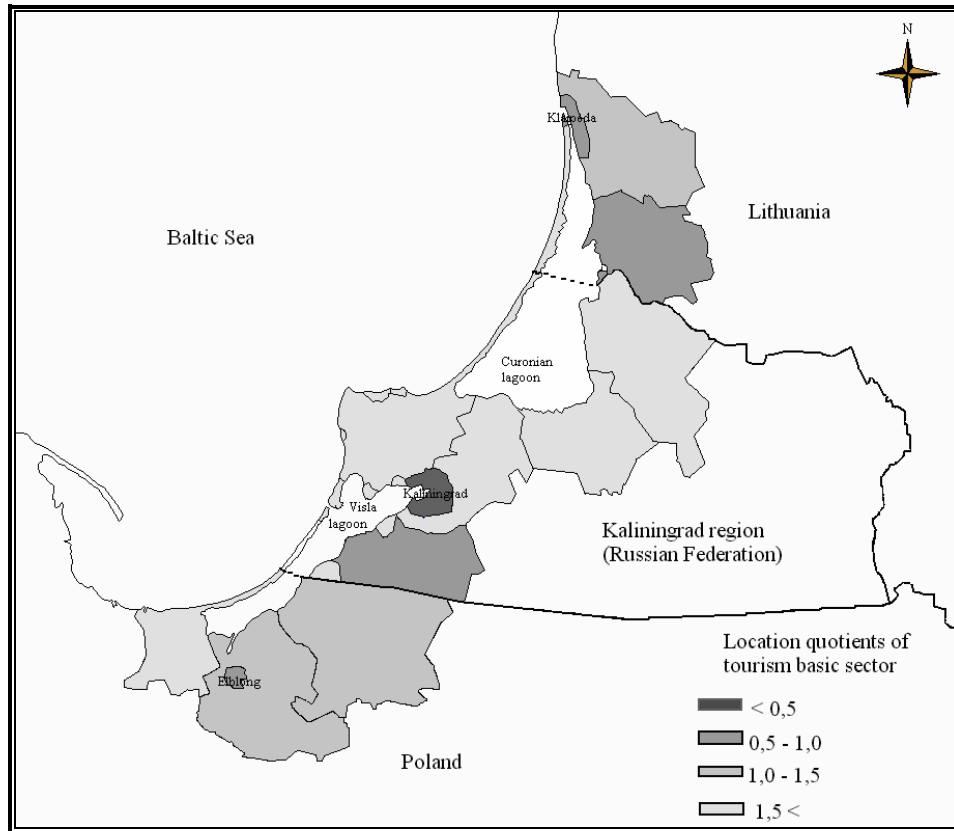 N
Klaipeda
Lithuania
Baltic Sea
Curonian
lagoon
Kaliningrad
Visla
lagoon
Kaliningrad region
(Russian Federation)
Location quotients of
tourism basic sector
Elblong
Poland
< 0,5
0,5 - 1,0
1,0 - 1,5
1,5 <